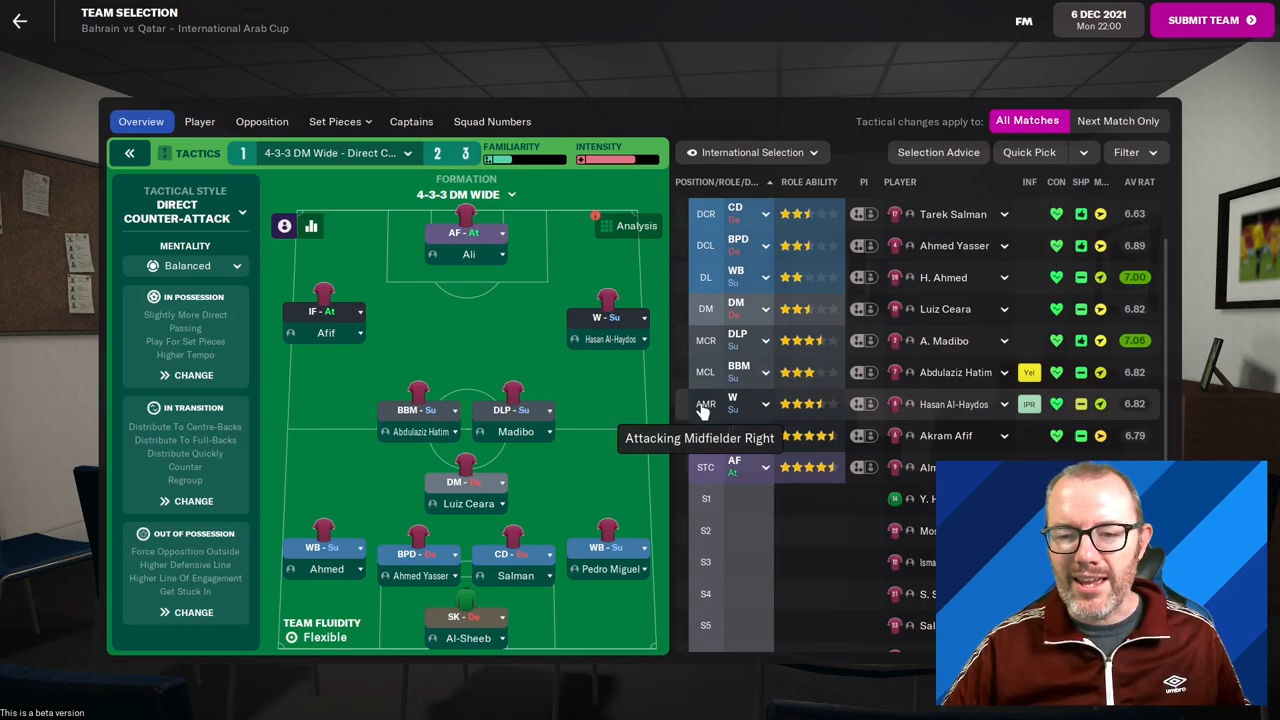 TEAM SELECTION
Bahrain vs Qatar - International Arab Cup
FM
6 DEC 2021
Mon 22:00
SUBMIT TEAM
Overview
Player
Opposition
Set Pieces
Captains
Squad Numbers
Tactical changes apply to:
All Matches
Next Match Only
TACTICS
1
4-3-3 DM Wide - Direct C...
2
3
FAMILIARITY
INTENSITY
International Selection
Selection Advice
Quick Pick
Filter
TACTICAL STYLE
DIRECT
COUNTER-ATTACK
MENTALITY
Balanced
IN POSSESSION
Slightly More Direct
Passing
Play For Set Pieces
Higher Tempo
CHANGE
IN TRANSITION
Distribute To Centre-Backs
Distribute To Full-Backs
Distribute Quickly
Counter
Regroup
CHANGE
OUT OF POSSESSION
Force Opposition Outside
Higher Defensive Line
Higher Line Of Engagement
Get Stuck In
CHANGE
FORMATION
4-3-3 DM WIDE
Analysis
AF - At
Ali
IF - At
Afif
W - Su
Hasan Al-Haydos
BBM - Su
Abdulaziz Hatim
DLP - Su
Madibo
DM - De
Luiz Ceara
WB - Su
Ahmed
BPD - De
Ahmed Yasser
CD - De
Salman
WB - Su
Pedro Miguel
SK - De
Al-Sheeb
TEAM FLUIDITY
Flexible
POSITION/ROLE/D... ROLE ABILITY PI PLAYER INF CON SHP M... AV RAT
DCR CD De Tarek Salman 6.63
DCL BPD De Ahmed Yasser 6.89
DL WB Su H. Ahmed 7.00
DM DM De Luiz Ceara 6.82
MCR DLP Su A. Madibo 7.06
MCL BBM Su Abdulaziz Hatim Yel 6.82
AMR W Su Hasan Al-Haydos IPR 6.82
Attacking Midfielder Right
Akram Afif 6.79
STC AF At Alm
S1 Y. H
S2 Mos
S3 Isma
S4 S. S
S5 Sal
umbro
This is a beta version